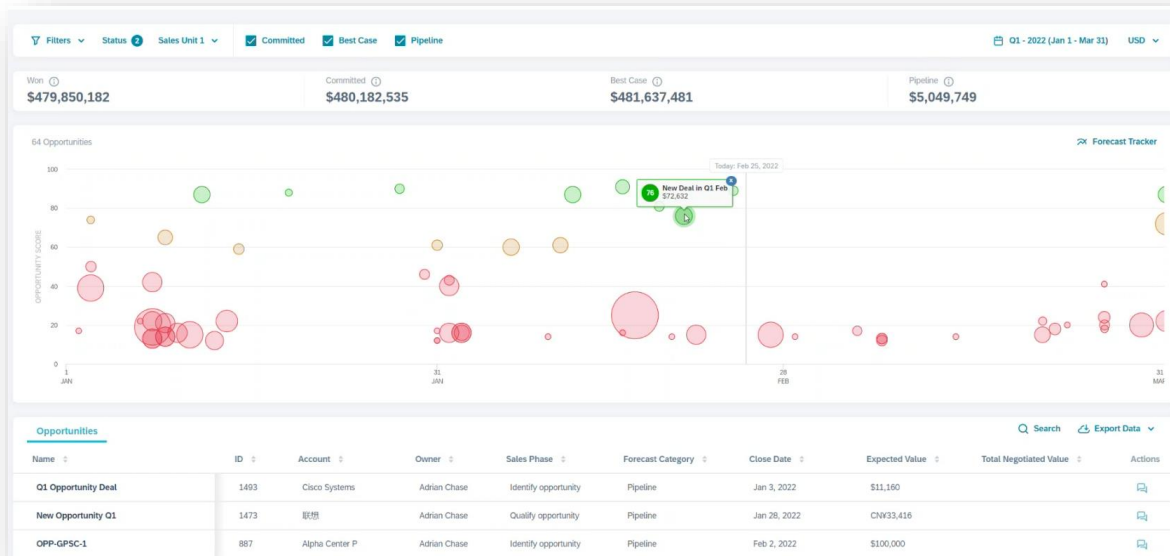 Filters Status 2 Sales Unit 1 Committed Best Case Pipeline Q1 - 2022 (Jan 1 - Mar 31) USD
Won Committed Best Case Pipeline
$479,850,182 $480,182,535 $481,637,481 $5,049,749
64 Opportunities Forecast Tracker
Today: Feb 25, 2022
100
76 New Deal in Q1 Feb
$72,632
80
60
OPPORTUNITY SCORE
40
20
0
1 31 28 31
JAN JAN FEB MAR
Opportunities Search Export Data
Name ID Account Owner Sales Phase Forecast Category Close Date Expected Value Total Negotiated Value Actions
Q1 Opportunity Deal 1493 Cisco Systems Adrian Chase Identify opportunity Pipeline Jan 3, 2022 $11,160
New Opportunity Q1 1473 联想 Adrian Chase Qualify opportunity Pipeline Jan 28, 2022 CN¥33,416
OPP-GPSC-1 887 Alpha Center P Adrian Chase Identify opportunity Pipeline Feb 2, 2022 $100,000